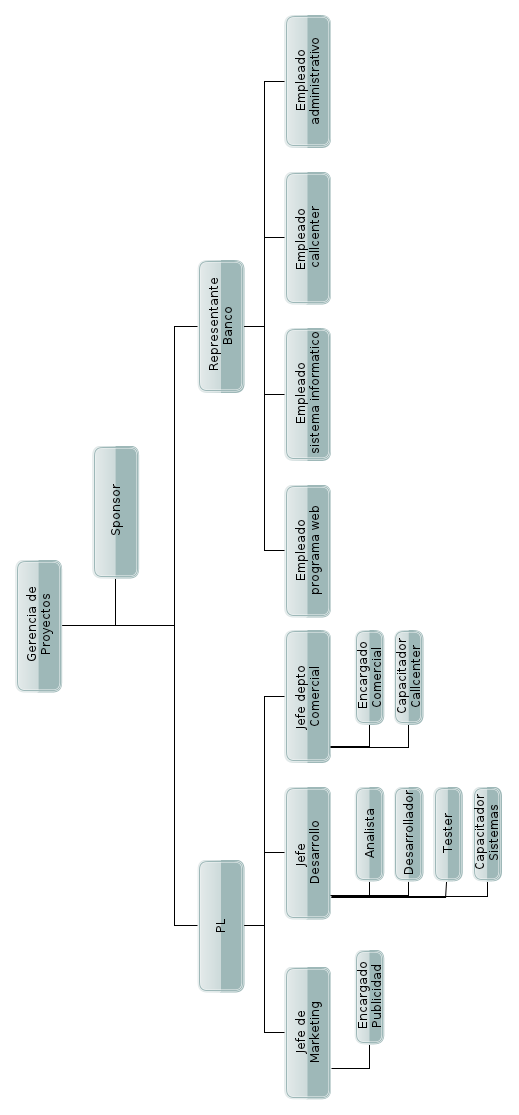 Gerencia de
Proyectos
Sponsor
PL
Representante
Banco
Jefe de
Marketing
Jefe
Desarrollo
Jefe depto
Comercial
Empleado
programa web
Empleado
sistema informatico
Empleado
callcenter
Empleado
administrativo
Encargado
Publicidad
Analista
Desarrollador
Tester
Capacitador
Sistemas
Encargado
Comercial
Capacitador
Callcenter